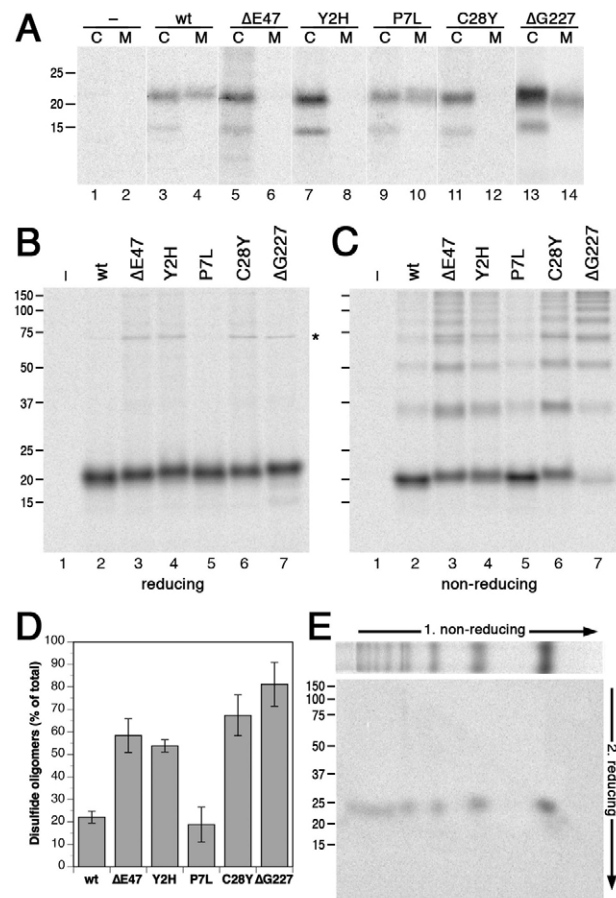 A
– wt ΔE47 Y2H P7L C28Y ΔG227
C M C M C M C M C M C M C M
25
20
15
1 2 3 4 5 6 7 8 9 10 11 12 13 14
B
– wt ΔE47 Y2H P7L C28Y ΔG227
150
100
75
*
50
37
25
20
15
1 2 3 4 5 6 7
reducing
C
– wt ΔE47 Y2H P7L C28Y ΔG227
1 2 3 4 5 6 7
non-reducing
D
Disulfide oligomers (% of total)
100
90
80
70
60
50
40
30
20
10
0
wt ΔE47 Y2H P7L C28Y ΔG227
E
1. non-reducing
150
100
75
50
37
25
20
15
2. reducing